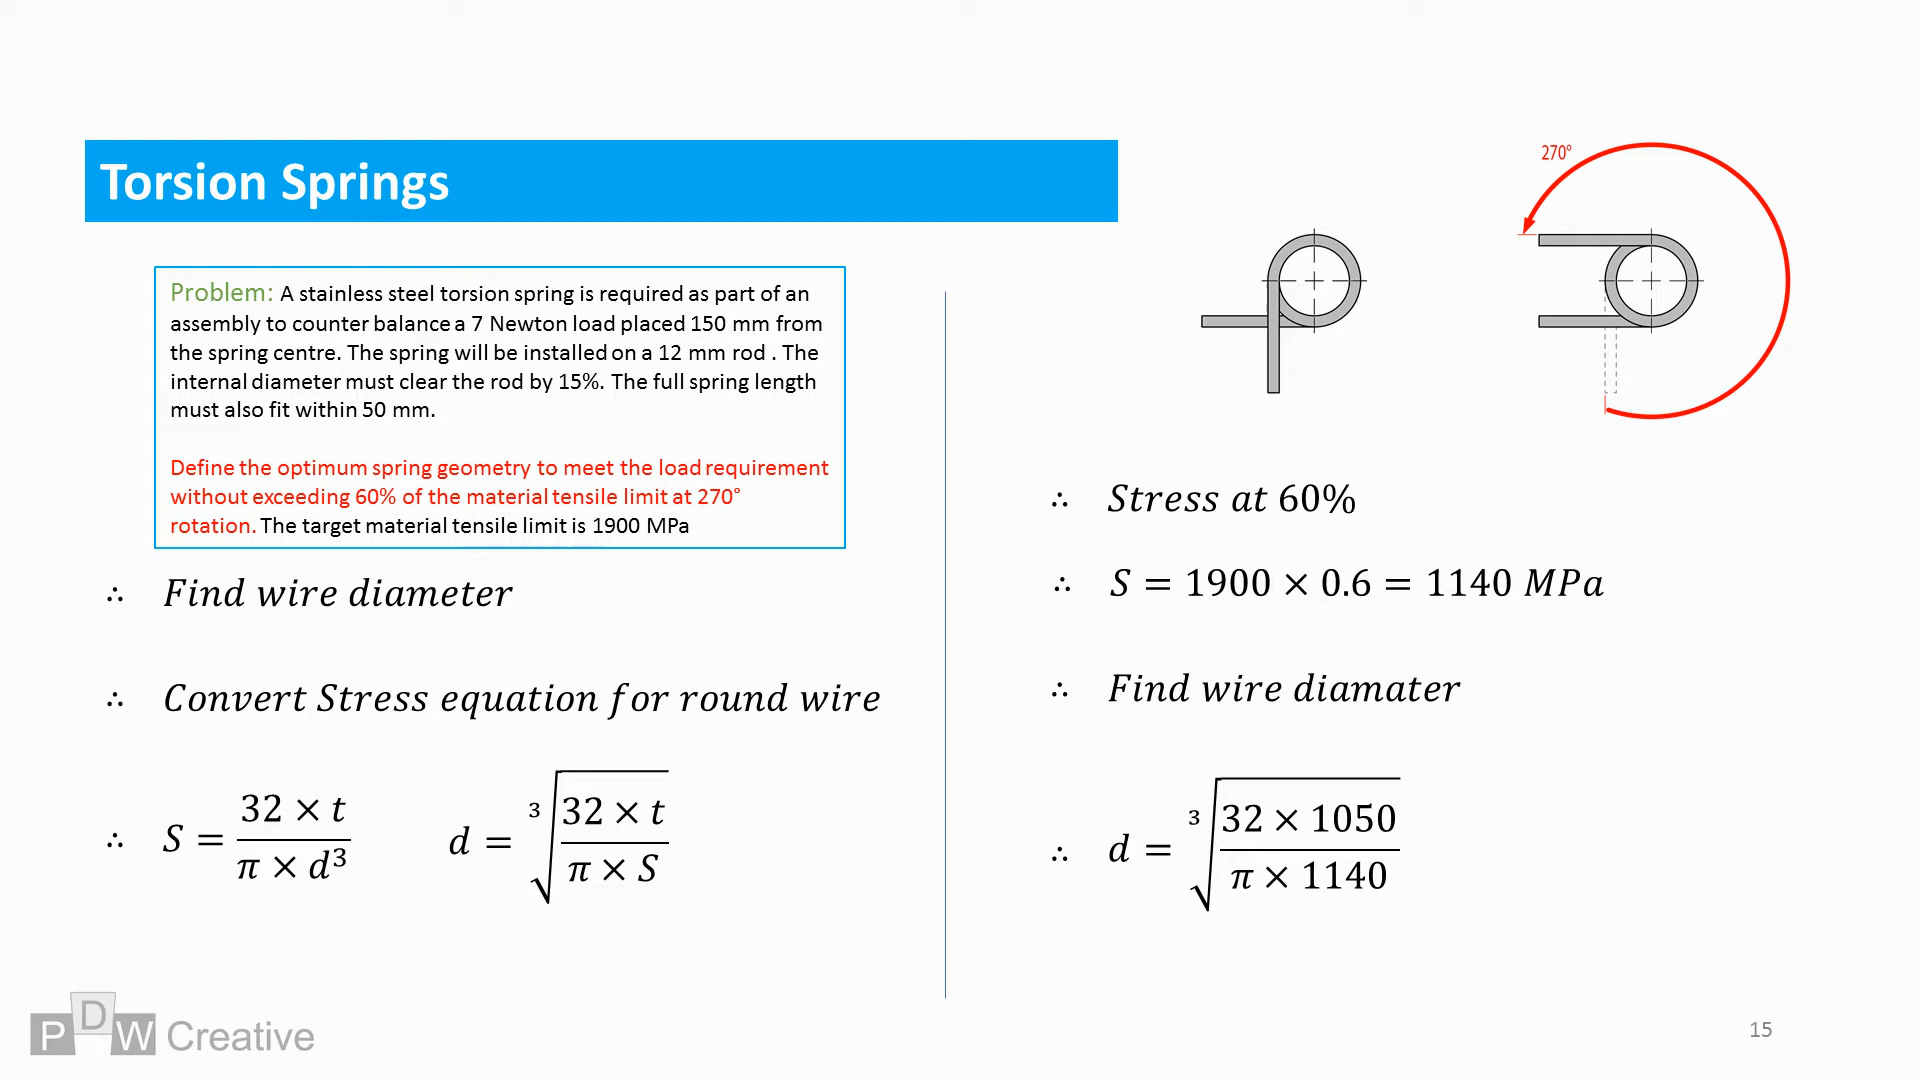 Torsion Springs
270°
Problem: A stainless steel torsion spring is required as part of an
assembly to counter balance a 7 Newton load placed 150 mm from
the spring centre. The spring will be installed on a 12 mm rod . The
internal diameter must clear the rod by 15%. The full spring length
must also fit within 50 mm.
Define the optimum spring geometry to meet the load requirement
without exceeding 60% of the material tensile limit at 270°
rotation. The target material tensile limit is 1900 MPa
∴ Find wire diameter
∴ Convert Stress equation for round wire
∴ S = (32 × t)/(π × d³) d = ∛((32 × t)/(π × S))
∴ Stress at 60%
∴ S = 1900 × 0.6 = 1140 MPa
∴ Find wire diamater
∴ d = ∛((32 × 1050)/(π × 1140))
PDW Creative
15